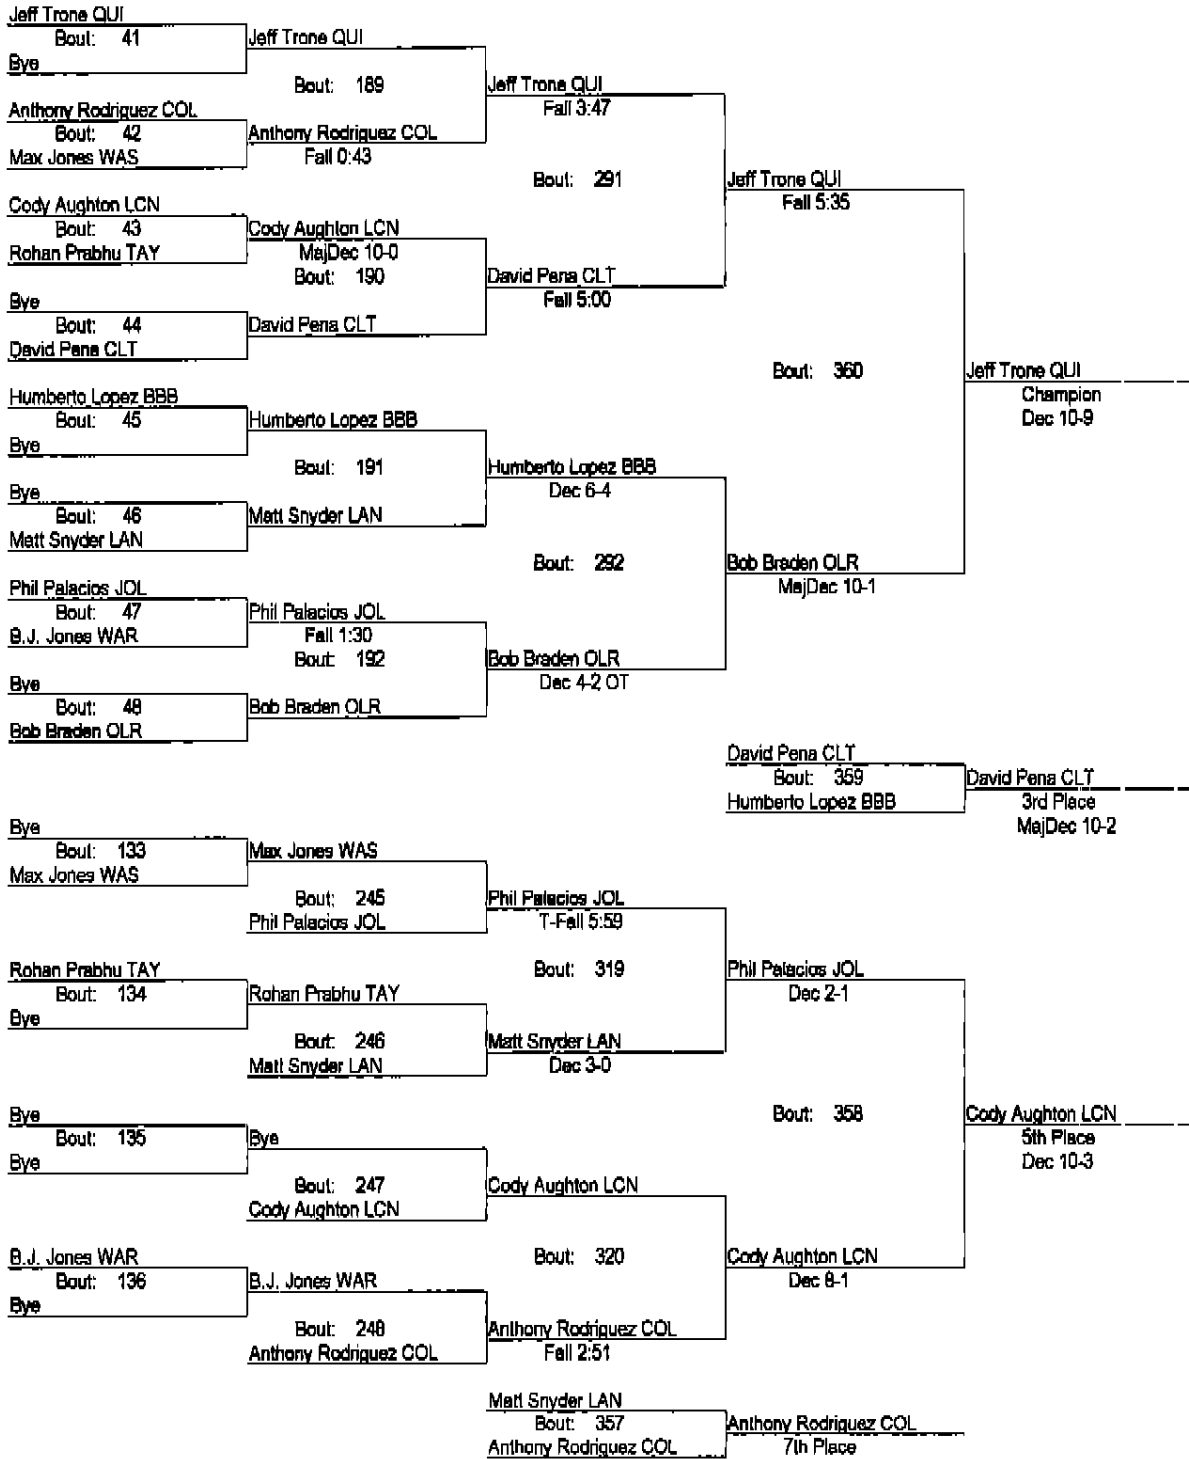 Jeff Trone QUI
Bout: 41
Jeff Trone QUI
Bye
Bout: 189
Jeff Trone QUI
Fall 3:47
Anthony Rodriguez COL
Bout: 42
Anthony Rodriguez COL
Max Jones WAS
Fall 0:43
Bout: 291
Jeff Trone QUI
Fall 5:35
Cody Aughton LCN
Bout: 43
Cody Aughton LCN
Rohan Prabhu TAY
MajDec 10-0
Bout: 190
David Pena CLT
Fall 5:00
Bye
Bout: 44
David Pena CLT
David Pena CLT
Bout: 360
Jeff Trone QUI
Champion
Dec 10-9
Humberto Lopez BBB
Bout: 45
Humberto Lopez BBB
Bye
Bout: 191
Humberto Lopez BBB
Dec 6-4
Bye
Bout: 46
Matt Snyder LAN
Matt Snyder LAN
Bout: 292
Bob Braden OLR
MajDec 10-1
Phil Palacios JOL
Bout: 47
Phil Palacios JOL
B.J. Jones WAR
Fall 1:30
Bout: 192
Bob Braden OLR
Dec 4-2 OT
Bye
Bout: 48
Bob Braden OLR
Bob Braden OLR
David Pena CLT
Bout: 359
David Pena CLT
Humberto Lopez BBB
3rd Place
MajDec 10-2
Bye
Bout: 133
Max Jones WAS
Max Jones WAS
Bout: 245
Phil Palacios JOL
Phil Palacios JOL
T-Fall 5:59
Rohan Prabhu TAY
Bout: 319
Phil Palacios JOL
Dec 2-1
Bout: 134
Rohan Prabhu TAY
Bye
Bout: 246
Matt Snyder LAN
Matt Snyder LAN
Dec 3-0
Bye
Bout: 135
Bye
Bye
Bout: 358
Cody Aughton LCN
5th Place
Dec 10-3
Bout: 247
Cody Aughton LCN
Cody Aughton LCN
B.J. Jones WAR
Bout: 320
Cody Aughton LCN
Dec 8-1
Bout: 136
B.J. Jones WAR
Bye
Bout: 248
Anthony Rodriguez COL
Anthony Rodriguez COL
Fall 2:51
Matt Snyder LAN
Bout: 357
Anthony Rodriguez COL
Anthony Rodriguez COL
7th Place